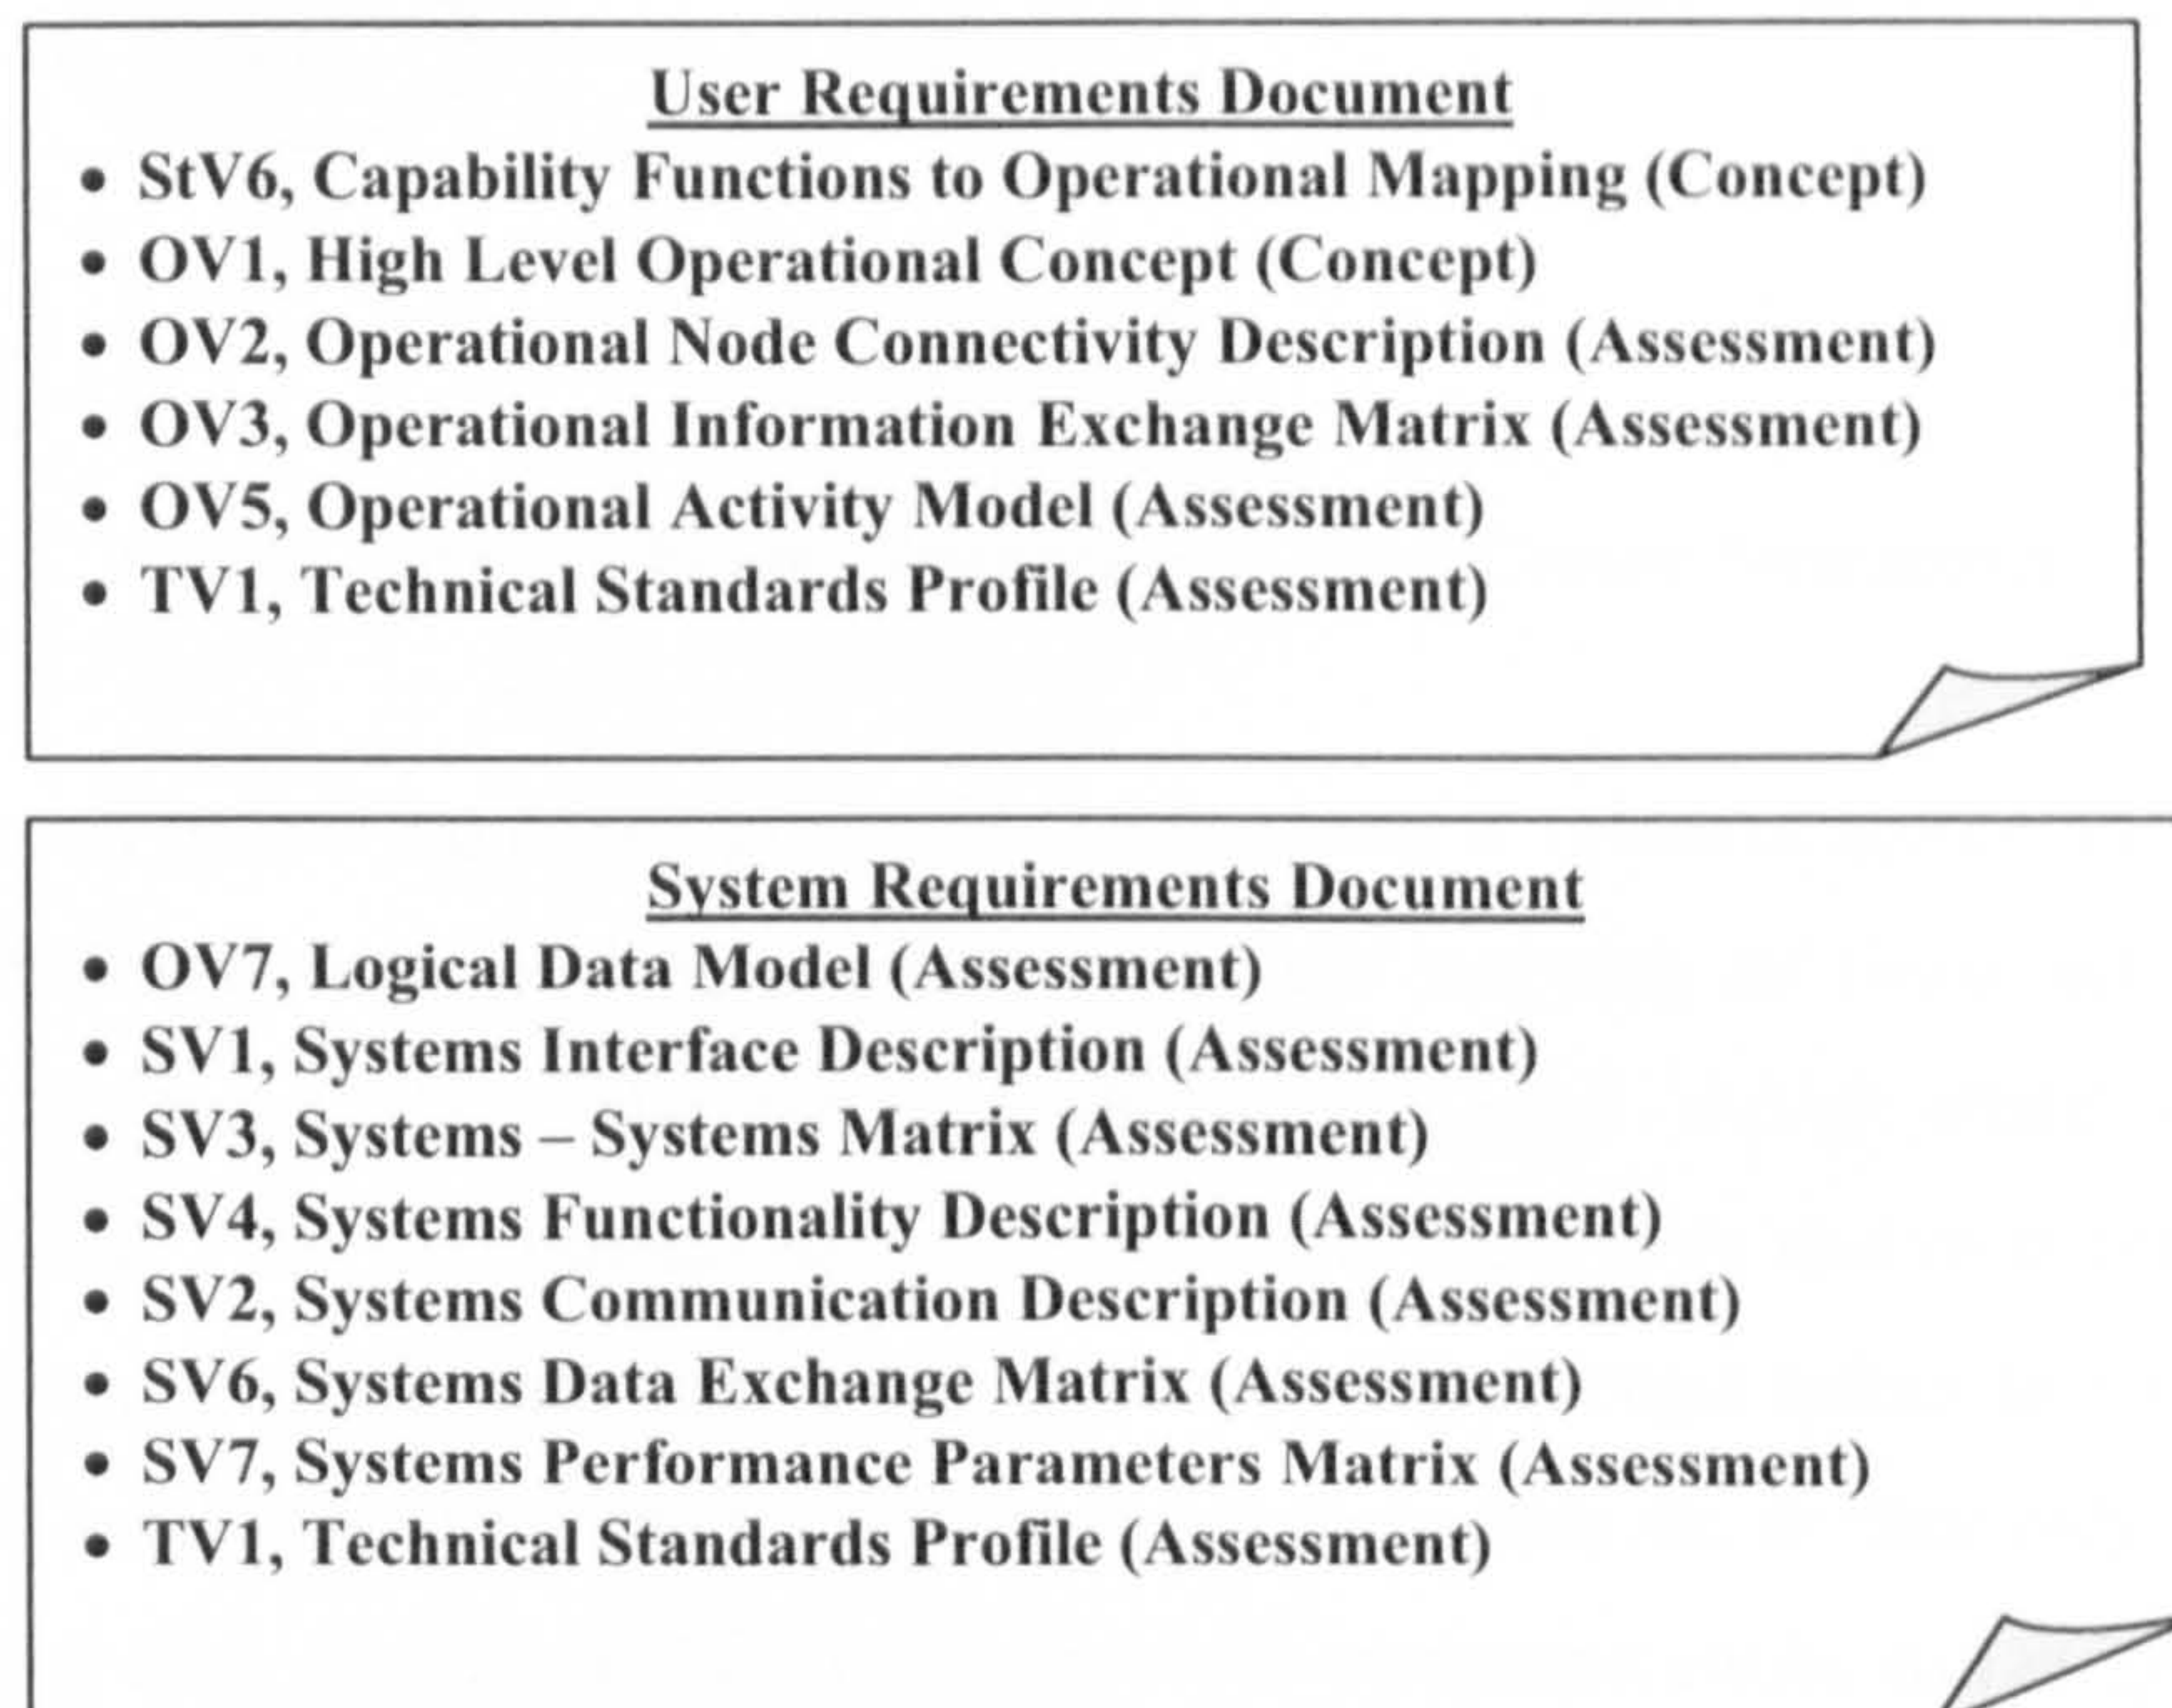 User Requirements Document
• StV6, Capability Functions to Operational Mapping (Concept)
• OV1, High Level Operational Concept (Concept)
• OV2, Operational Node Connectivity Description (Assessment)
• OV3, Operational Information Exchange Matrix (Assessment)
• OV5, Operational Activity Model (Assessment)
• TV1, Technical Standards Profile (Assessment)
System Requirements Document
• OV7, Logical Data Model (Assessment)
• SV1, Systems Interface Description (Assessment)
• SV3, Systems – Systems Matrix (Assessment)
• SV4, Systems Functionality Description (Assessment)
• SV2, Systems Communication Description (Assessment)
• SV6, Systems Data Exchange Matrix (Assessment)
• SV7, Systems Performance Parameters Matrix (Assessment)
• TV1, Technical Standards Profile (Assessment)